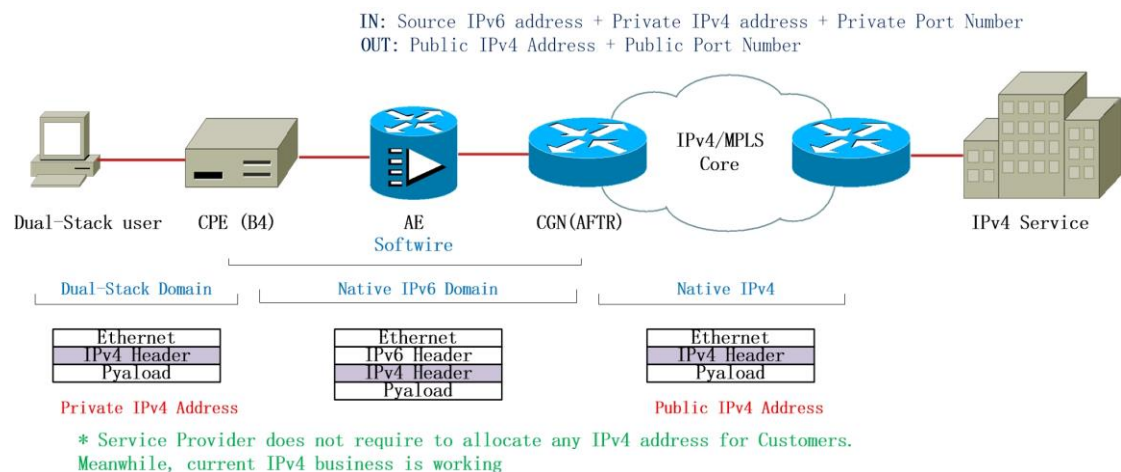 IN: Source IPv6 address + Private IPv4 address + Private Port Number
OUT: Public IPv4 Address + Public Port Number
IPv4/MPLS
Core
Dual-Stack user
CPE (B4)
AE
CGN(AFTR)
IPv4 Service
Softwire
Dual-Stack Domain
Native IPv6 Domain
Native IPv4
Ethernet
IPv4 Header
Pyaload
Ethernet
IPv6 Header
IPv4 Header
Pyaload
Ethernet
IPv4 Header
Pyaload
Private IPv4 Address
Public IPv4 Address
* Service Provider does not require to allocate any IPv4 address for Customers.
Meanwhile, current IPv4 business is working